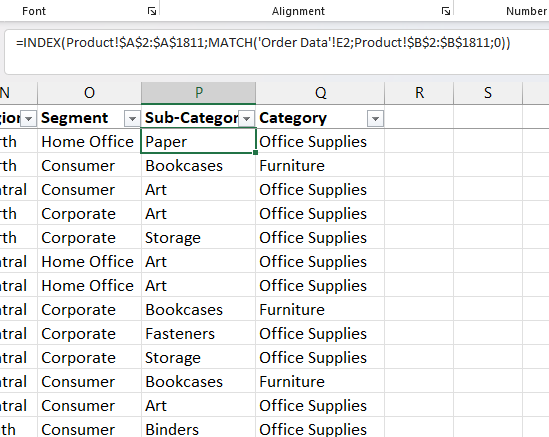 Font Alignment Number
=INDEX(Product!$A$2:$A$1811;MATCH('Order Data'!E2;Product!$B$2:$B$1811;0))
N O P Q R S
gion Segment Sub-Categor Category
rth Home Office Paper Office Supplies
rth Consumer Bookcases Furniture
ntral Consumer Art Office Supplies
rth Corporate Art Office Supplies
rth Corporate Storage Office Supplies
ntral Home Office Art Office Supplies
ntral Home Office Art Office Supplies
ntral Corporate Bookcases Furniture
ntral Corporate Fasteners Office Supplies
ntral Corporate Storage Office Supplies
ntral Consumer Bookcases Furniture
ntral Consumer Art Office Supplies
th Consumer Binders Office Supplies